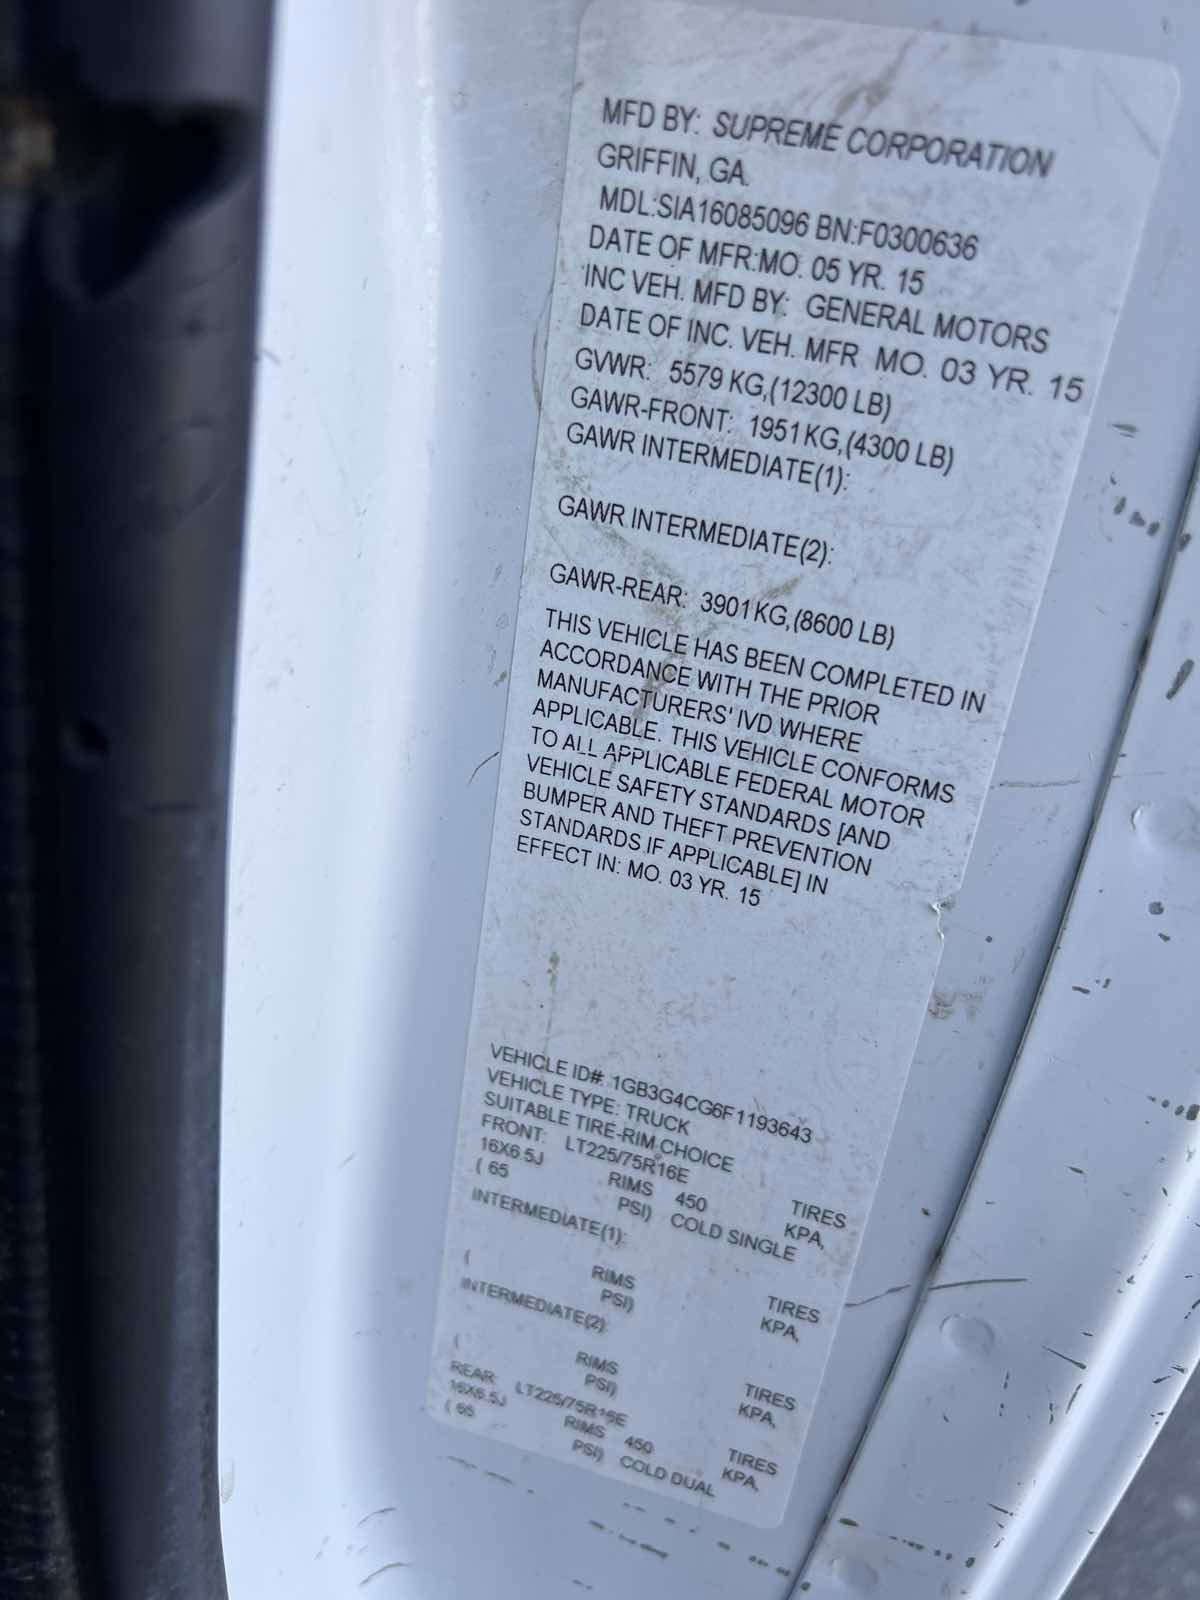 MFD BY: SUPREME CORPORATION
GRIFFIN, GA.
MDL:SIA16085096 BN:F0300636
DATE OF MFR:MO. 05 YR. 15
INC VEH. MFD BY: GENERAL MOTORS
DATE OF INC. VEH. MFR MO. 03 YR. 15
GVWR: 5579 KG,(12300 LB)
GAWR-FRONT: 1951KG,(4300 LB)
GAWR INTERMEDIATE(1):
GAWR INTERMEDIATE(2):
GAWR-REAR: 3901KG,(8600 LB)
THIS VEHICLE HAS BEEN COMPLETED IN
ACCORDANCE WITH THE PRIOR
MANUFACTURERS' IVD WHERE
APPLICABLE. THIS VEHICLE CONFORMS
TO ALL APPLICABLE FEDERAL MOTOR
VEHICLE SAFETY STANDARDS [AND
BUMPER AND THEFT PREVENTION
STANDARDS IF APPLICABLE] IN
EFFECT IN: MO. 03 YR. 15
VEHICLE ID#: 1GB3G4CG6F1193643
VEHICLE TYPE: TRUCK
SUITABLE TIRE-RIM CHOICE
FRONT: LT225/75R16E TIRES
16X6.5J RIMS 450 KPA,
( 65 PSI) COLD SINGLE
INTERMEDIATE(1): TIRES
RIMS KPA,
( PSI)
INTERMEDIATE(2): TIRES
RIMS KPA,
( PSI)
REAR: LT225/75R16E TIRES
16X6.5J RIMS 450 KPA,
( 65 PSI) COLD DUAL